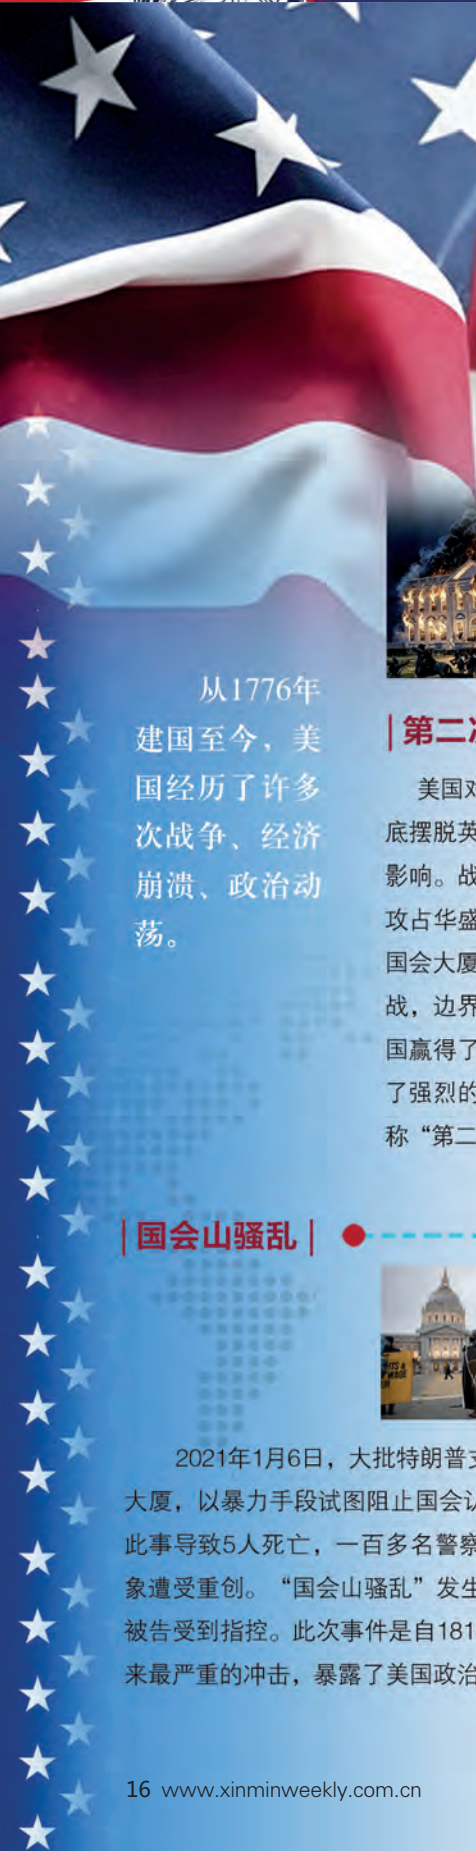 从1776年
建国至今，美
国经历了许多
次战争、经济
崩溃、政治动
荡。
第二
美国
底摆脱英
影响。战
攻占华盛
国会大厦
战，边界
国赢得了
了强烈的
称“第二
国会山骚乱
2021年1月6日，大批特朗普支
大厦，以暴力手段试图阻止国会认
此事导致5人死亡，一百多名警察
象遭受重创。“国会山骚乱”发生
被告受到指控。此次事件是自181
来最严重的冲击，暴露了美国政治
16 www.xinminweekly.com.cn